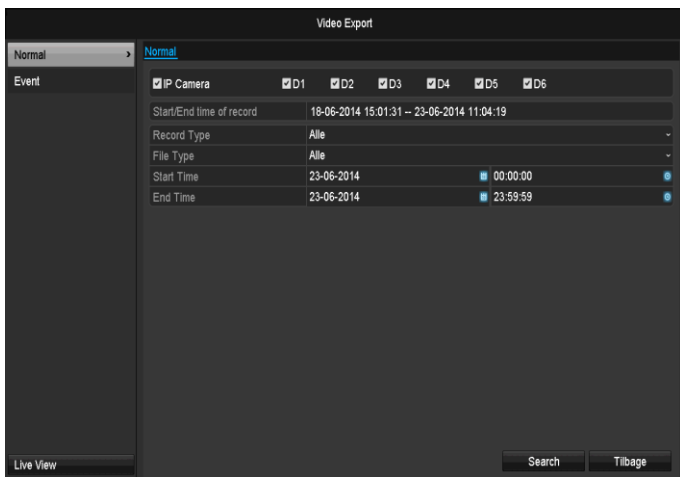 Video Export
Normal
Event
Live View
Normal
IP Camera D1 D2 D3 D4 D5 D6
Start/End time of record 18-06-2014 15:01:31 -- 23-06-2014 11:04:19
Record Type Alle
File Type Alle
Start Time 23-06-2014 00:00:00
End Time 23-06-2014 23:59:59
Search Tilbage